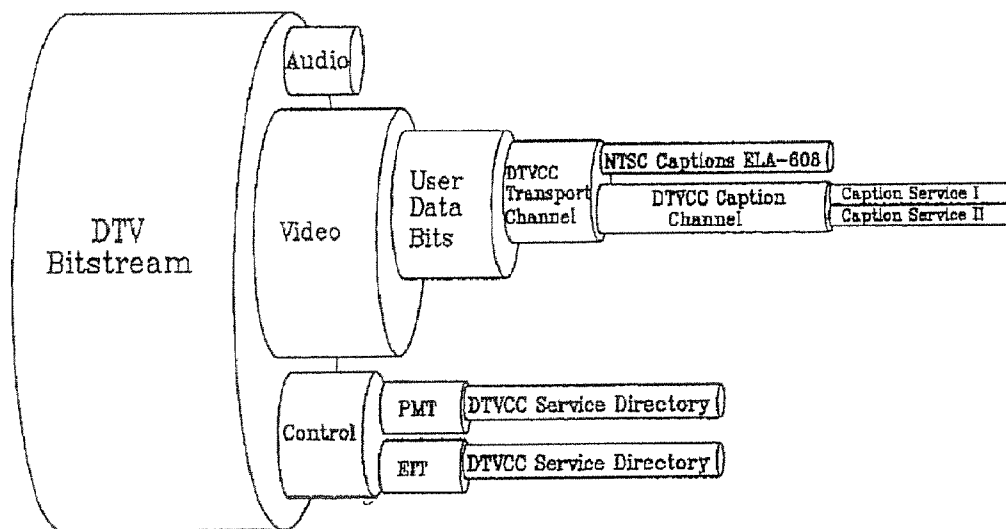 Audio
DTV
Bitstream
Video
User
Data
Bits
DTVCC
Transport
Channel
NTSC Captions ELA-608
DTVCC Caption
Channel
Caption Service I
Caption Service II
Control
PMT
DTVCC Service Directory
EIT
DTVCC Service Directory